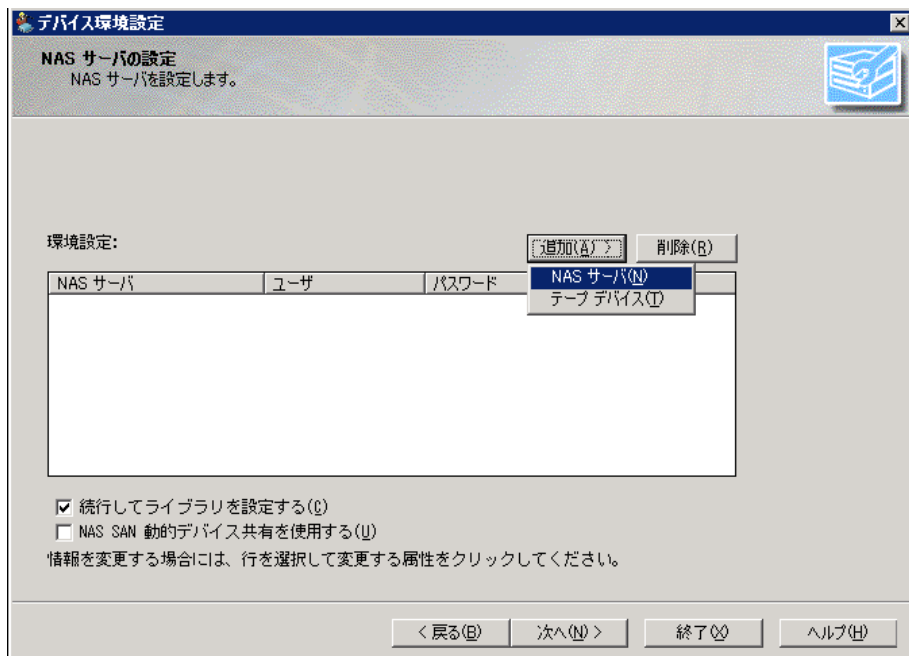 デバイス環境設定
NAS サーバの設定
NAS サーバを設定します。
環境設定:
追加(A) >
削除(R)
NAS サーバ(N)
テープ デバイス(T)
NAS サーバ ユーザ パスワード
続行してライブラリを設定する(C)
NAS SAN 動的デバイス共有を使用する(U)
情報を変更する場合には、行を選択して変更する属性をクリックしてください。
< 戻る(B) 次へ(N) > 終了(X) ヘルプ(H)